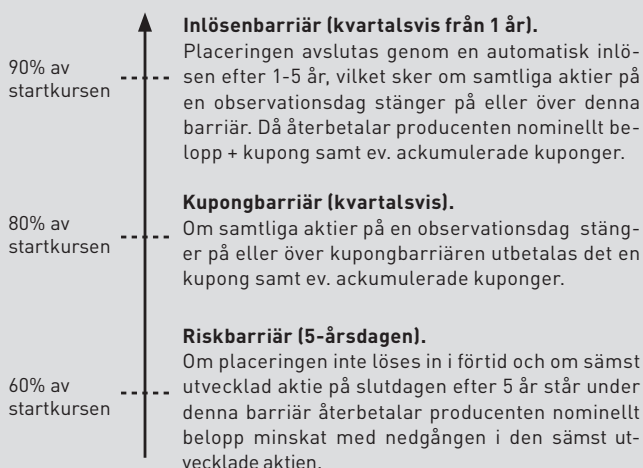 Inlösenbarriär (kvartalsvis från 1 år).
90% av
startkursen
Placeringen avslutas genom en automatisk inlö-
sen efter 1-5 år, vilket sker om samtliga aktier på
en observationsdag stänger på eller över denna
barriär. Då återbetalar producenten nominellt be-
lopp + kupong samt ev. ackumulerade kuponger.
80% av
startkursen
Kupongbarriär (kvartalsvis).
Om samtliga aktier på en observationsdag stäng-
er på eller över kupongbarriären utbetalas det en
kupong samt ev. ackumulerade kuponger.
60% av
startkursen
Riskbarriär (5-årsdagen).
Om placeringen inte löses in i förtid och om sämst
utvecklad aktie på slutdagen efter 5 år står under
denna barriär återbetalar producenten nominellt
belopp minskat med nedgången i den sämst ut-
vecklade aktien.